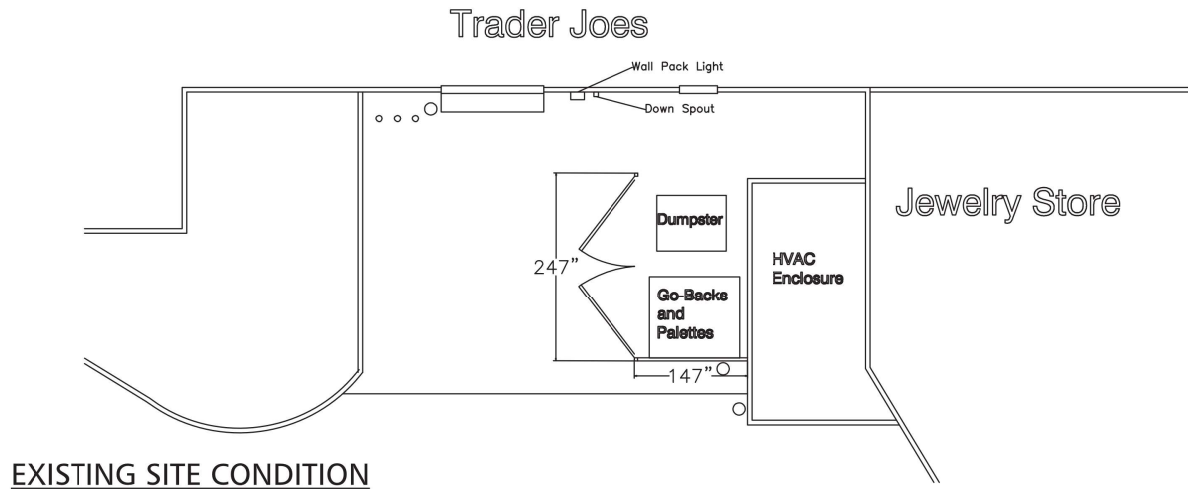 Trader Joes
Wall Pack Light
Down Spout
Jewelry Store
Dumpster
247”
HVAC
Enclosure
Go-Backs
and
Palettes
147”
EXISTING SITE CONDITION